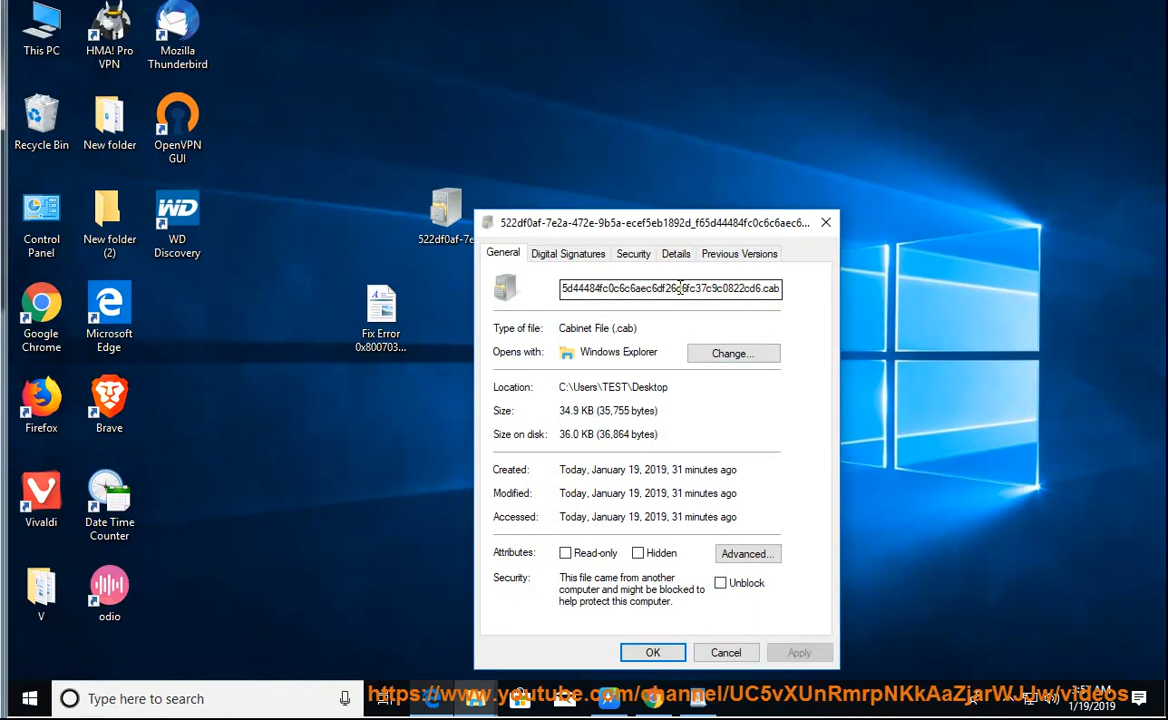 This PC
HMA! Pro
VPN
Mozilla
Thunderbird
Recycle Bin
New folder
OpenVPN
GUI
Control
Panel
New folder
(2)
WD
WD
Discovery
522df0af-7e
Google
Chrome
Microsoft
Edge
Fix Error
0x800703...
Firefox
Brave
Vivaldi
Date Time
Counter
V
odio
522df0af-7e2a-472e-9b5a-ecef5eb1892d_f65d44484fc0c6c6aec6...
General
Digital Signatures
Security
Details
Previous Versions
5d44484fc0c6c6aec6df26c6fc37c9c0822cd6.cab
Type of file: Cabinet File (.cab)
Opens with: Windows Explorer
Change...
Location: C:\Users\TEST\Desktop
Size: 34.9 KB (35,755 bytes)
Size on disk: 36.0 KB (36,864 bytes)
Created: Today, January 19, 2019, 31 minutes ago
Modified: Today, January 19, 2019, 31 minutes ago
Accessed: Today, January 19, 2019, 31 minutes ago
Attributes: Read-only Hidden Advanced...
Security: This file came from another
computer and might be blocked to
help protect this computer.
Unblock
OK Cancel Apply
Type here to search
https://www.youtube.com/channel/UC5vXUnRmrpNKkAaZjarWJUw/videos
1/19/2019